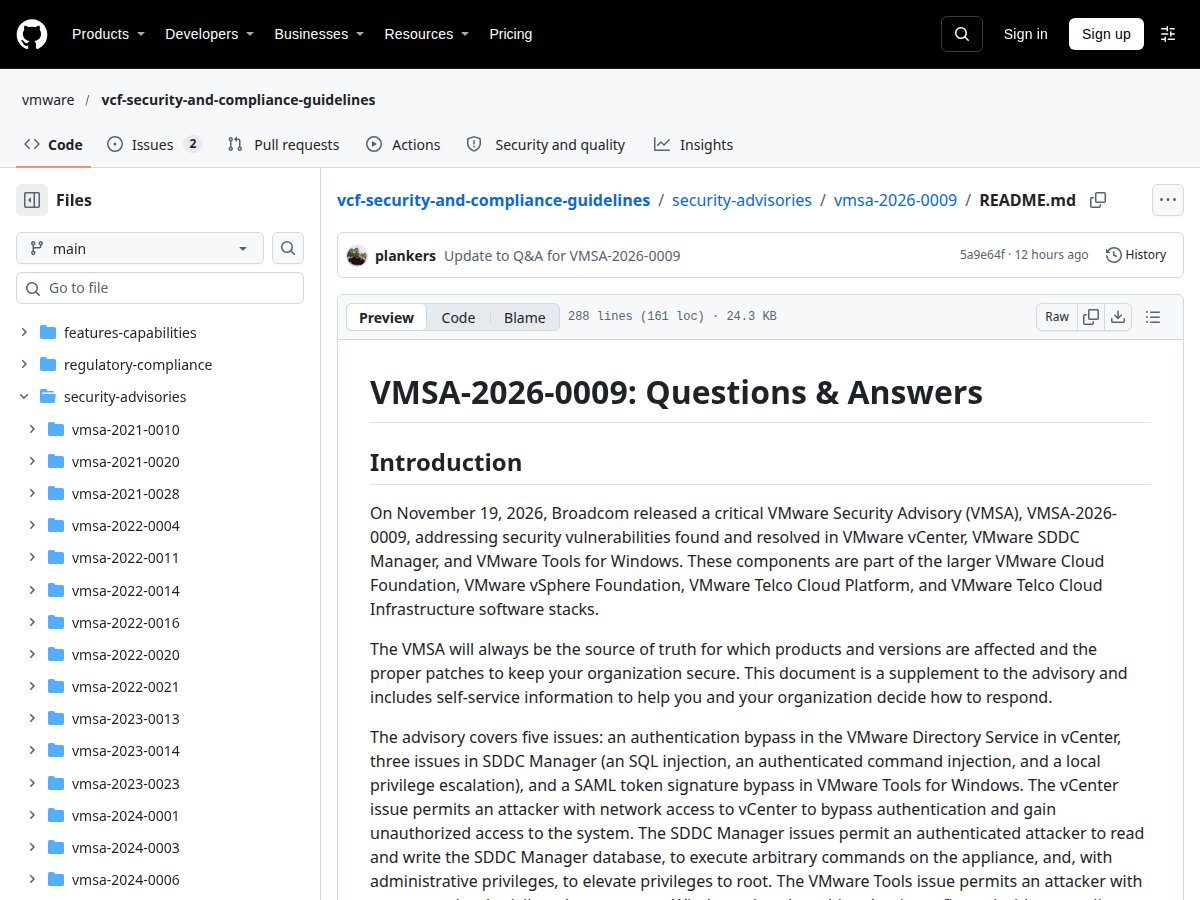 Products Developers Businesses Resources Pricing Sign in Sign up
vmware / vcf-security-and-compliance-guidelines
Code Issues 2 Pull requests Actions Security and quality Insights
Files
main
Go to file
features-capabilities
regulatory-compliance
security-advisories
vmsa-2021-0010
vmsa-2021-0020
vmsa-2021-0028
vmsa-2022-0004
vmsa-2022-0011
vmsa-2022-0014
vmsa-2022-0016
vmsa-2022-0020
vmsa-2022-0021
vmsa-2023-0013
vmsa-2023-0014
vmsa-2023-0023
vmsa-2024-0001
vmsa-2024-0003
vmsa-2024-0006
vcf-security-and-compliance-guidelines / security-advisories / vmsa-2026-0009 / README.md
plankers Update to Q&A for VMSA-2026-0009 5a9e64f · 12 hours ago History
Preview Code Blame 288 lines (161 loc) · 24.3 KB Raw
VMSA-2026-0009: Questions & Answers
Introduction
On November 19, 2026, Broadcom released a critical VMware Security Advisory (VMSA), VMSA-2026-
0009, addressing security vulnerabilities found and resolved in VMware vCenter, VMware SDDC
Manager, and VMware Tools for Windows. These components are part of the larger VMware Cloud
Foundation, VMware vSphere Foundation, VMware Telco Cloud Platform, and VMware Telco Cloud
Infrastructure software stacks.
The VMSA will always be the source of truth for which products and versions are affected and the
proper patches to keep your organization secure. This document is a supplement to the advisory and
includes self-service information to help you and your organization decide how to respond.
The advisory covers five issues: an authentication bypass in the VMware Directory Service in vCenter,
three issues in SDDC Manager (an SQL injection, an authenticated command injection, and a local
privilege escalation), and a SAML token signature bypass in VMware Tools for Windows. The vCenter
issue permits an attacker with network access to vCenter to bypass authentication and gain
unauthorized access to the system. The SDDC Manager issues permit an authenticated attacker to read
and write the SDDC Manager database, to execute arbitrary commands on the appliance, and, with
administrative privileges, to elevate privileges to root. The VMware Tools issue permits an attacker with